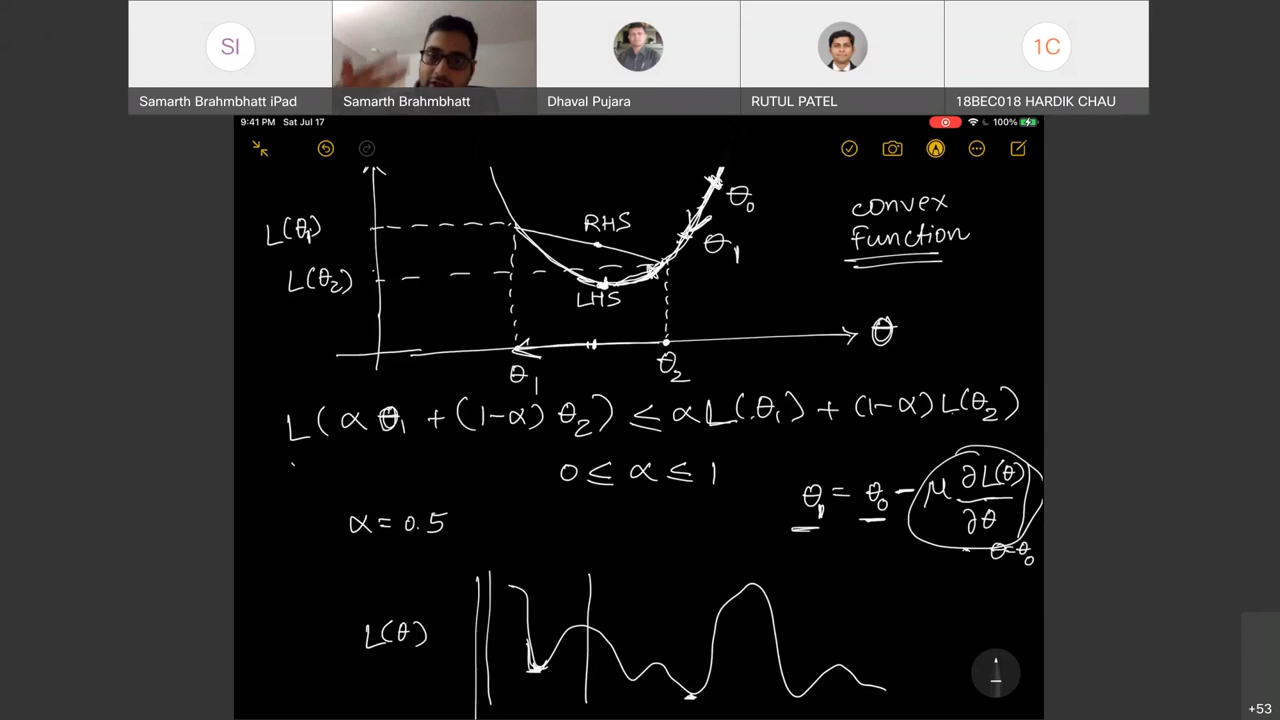 SI
1C
Samarth Brahmbhatt iPad
Samarth Brahmbhatt
Dhaval Pujara
RUTUL PATEL
18BEC018 HARDIK CHAU
9:41 PM Sat Jul 17
100%
θ₀
convex
function
RHS
L(θ₁)
θ₁
L(θ₂)
LHS
θ
θ₁
θ₂
L(αθ₁ + (1-α)θ₂) ≤ αL(θ₁) + (1-α)L(θ₂)
0 ≤ α ≤ 1
θ₁ = θ₀ - μ ∂L(θ)/∂θ
θ=θ₀
α = 0.5
L(θ)
+53